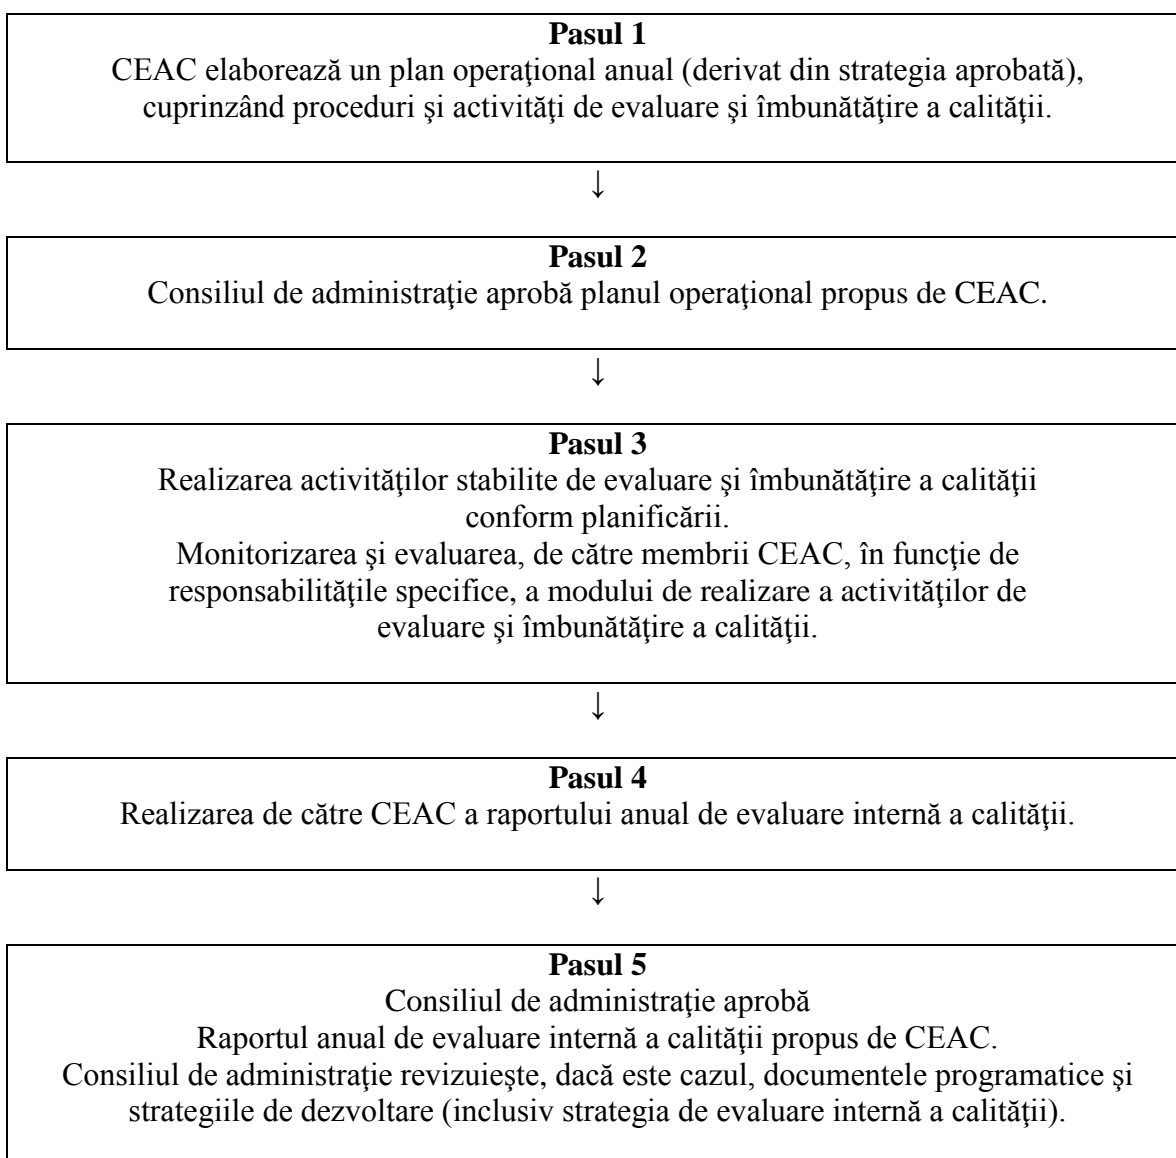 Pasul 1
CEAC elaborează un plan operaţional anual (derivat din strategia aprobată),
cuprinzând proceduri şi activităţi de evaluare şi îmbunătăţire a calităţii.
↓
Pasul 2
Consiliul de administraţie aprobă planul operaţional propus de CEAC.
↓
Pasul 3
Realizarea activităţilor stabilite de evaluare şi îmbunătăţire a calităţii
conform planificării.
Monitorizarea şi evaluarea, de către membrii CEAC, în funcţie de
responsabilităţile specifice, a modului de realizare a activităţilor de
evaluare şi îmbunătăţire a calităţii.
↓
Pasul 4
Realizarea de către CEAC a raportului anual de evaluare internă a calităţii.
↓
Pasul 5
Consiliul de administraţie aprobă
Raportul anual de evaluare internă a calităţii propus de CEAC.
Consiliul de administraţie revizuieşte, dacă este cazul, documentele programatice şi
strategiile de dezvoltare (inclusiv strategia de evaluare internă a calităţii).